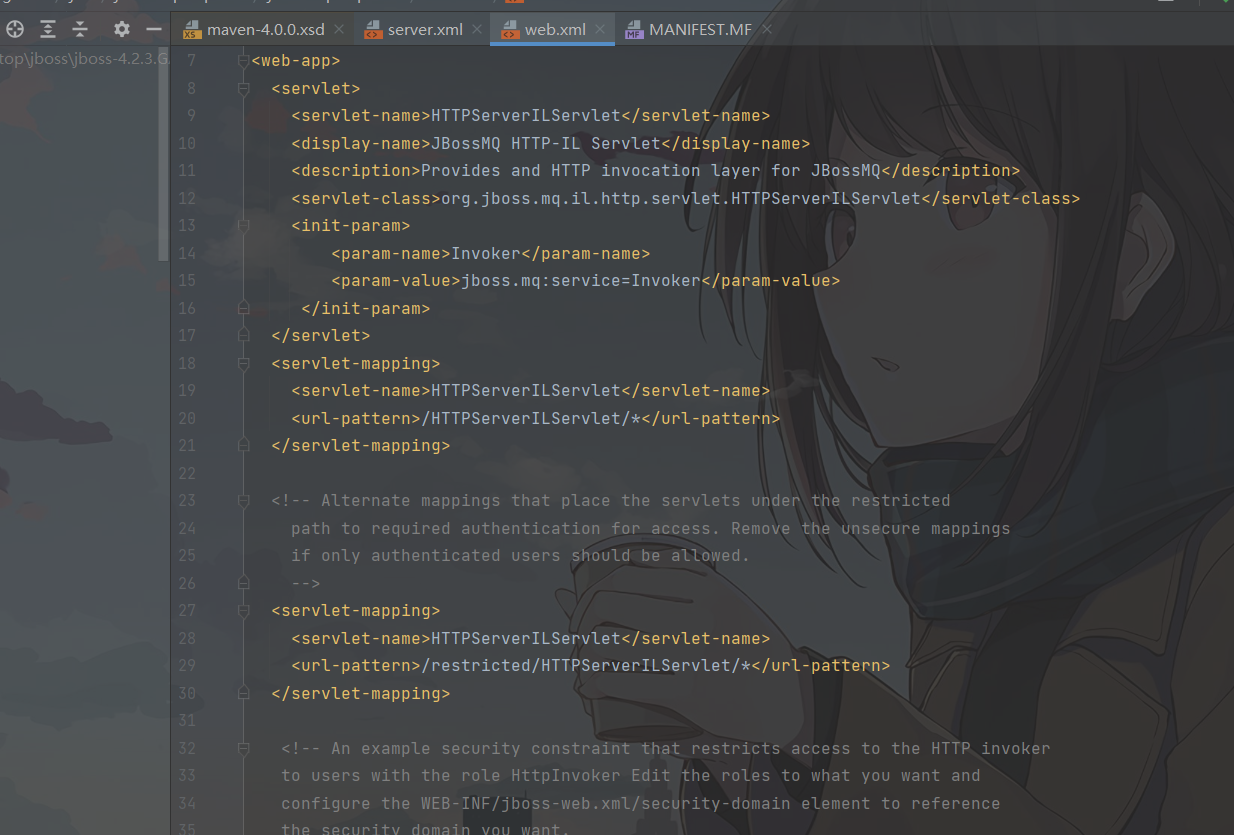 maven-4.0.0.xsd
server.xml
web.xml
MANIFEST.MF
top\jboss\jboss-4.2.3.G
7 <web-app>
8 <servlet>
9 <servlet-name>HTTPServerILServlet</servlet-name>
10 <display-name>JBossMQ HTTP-IL Servlet</display-name>
11 <description>Provides and HTTP invocation layer for JBossMQ</description>
12 <servlet-class>org.jboss.mq.il.http.servlet.HTTPServerILServlet</servlet-class>
13 <init-param>
14 <param-name>Invoker</param-name>
15 <param-value>jboss.mq:service=Invoker</param-value>
16 </init-param>
17 </servlet>
18 <servlet-mapping>
19 <servlet-name>HTTPServerILServlet</servlet-name>
20 <url-pattern>/HTTPServerILServlet/*</url-pattern>
21 </servlet-mapping>
22
23 <!-- Alternate mappings that place the servlets under the restricted
24 path to required authentication for access. Remove the unsecure mappings
25 if only authenticated users should be allowed.
26 -->
27 <servlet-mapping>
28 <servlet-name>HTTPServerILServlet</servlet-name>
29 <url-pattern>/restricted/HTTPServerILServlet/*</url-pattern>
30 </servlet-mapping>
31
32 <!-- An example security constraint that restricts access to the HTTP invoker
33 to users with the role HttpInvoker Edit the roles to what you want and
34 configure the WEB-INF/jboss-web.xml/security-domain element to reference
35 the security domain you want.